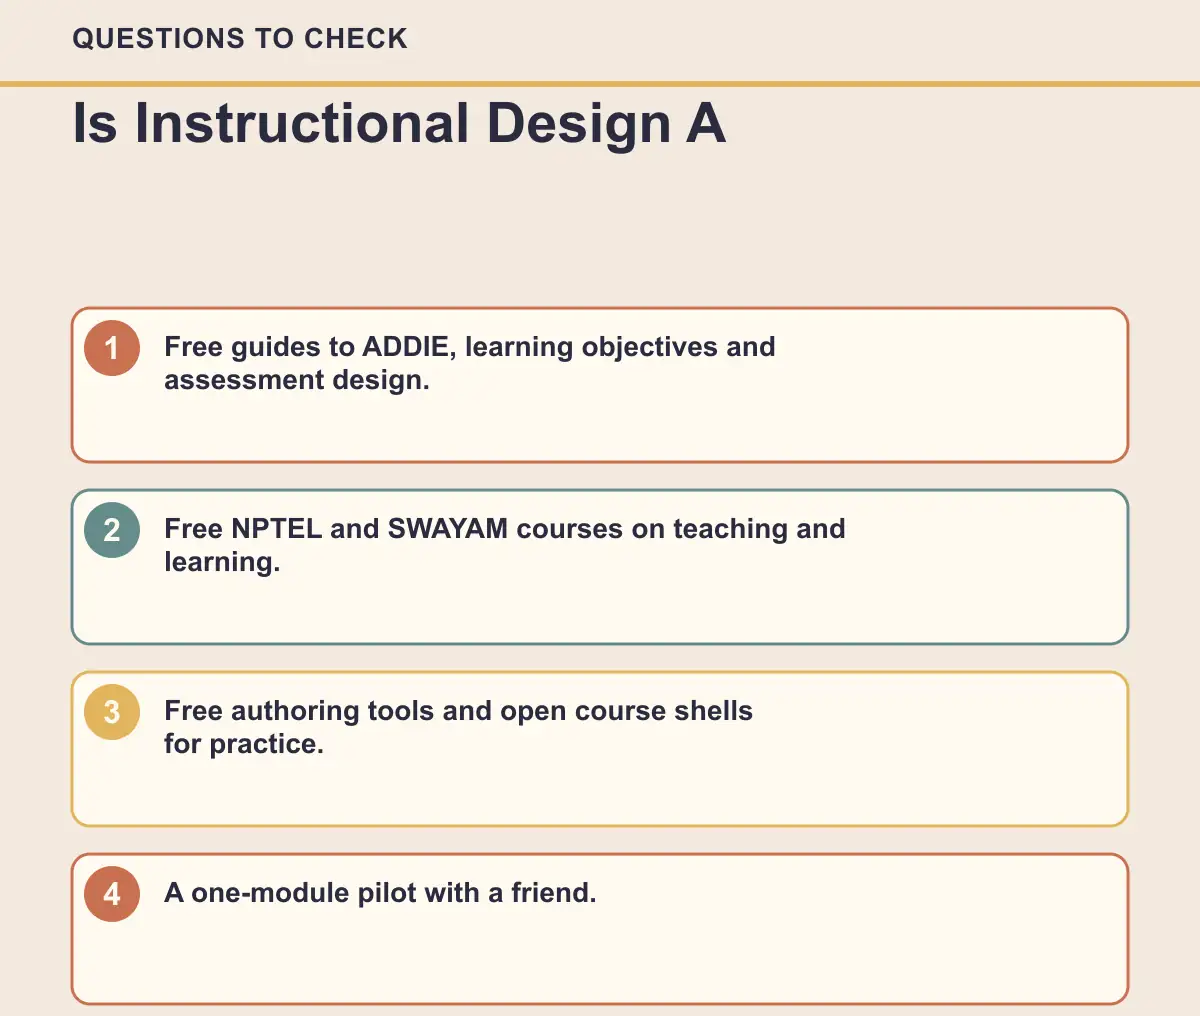 QUESTIONS TO CHECK
Is Instructional Design A
1
Free guides to ADDIE, learning objectives and
assessment design.
2
Free NPTEL and SWAYAM courses on teaching and
learning.
3
Free authoring tools and open course shells
for practice.
4
A one-module pilot with a friend.